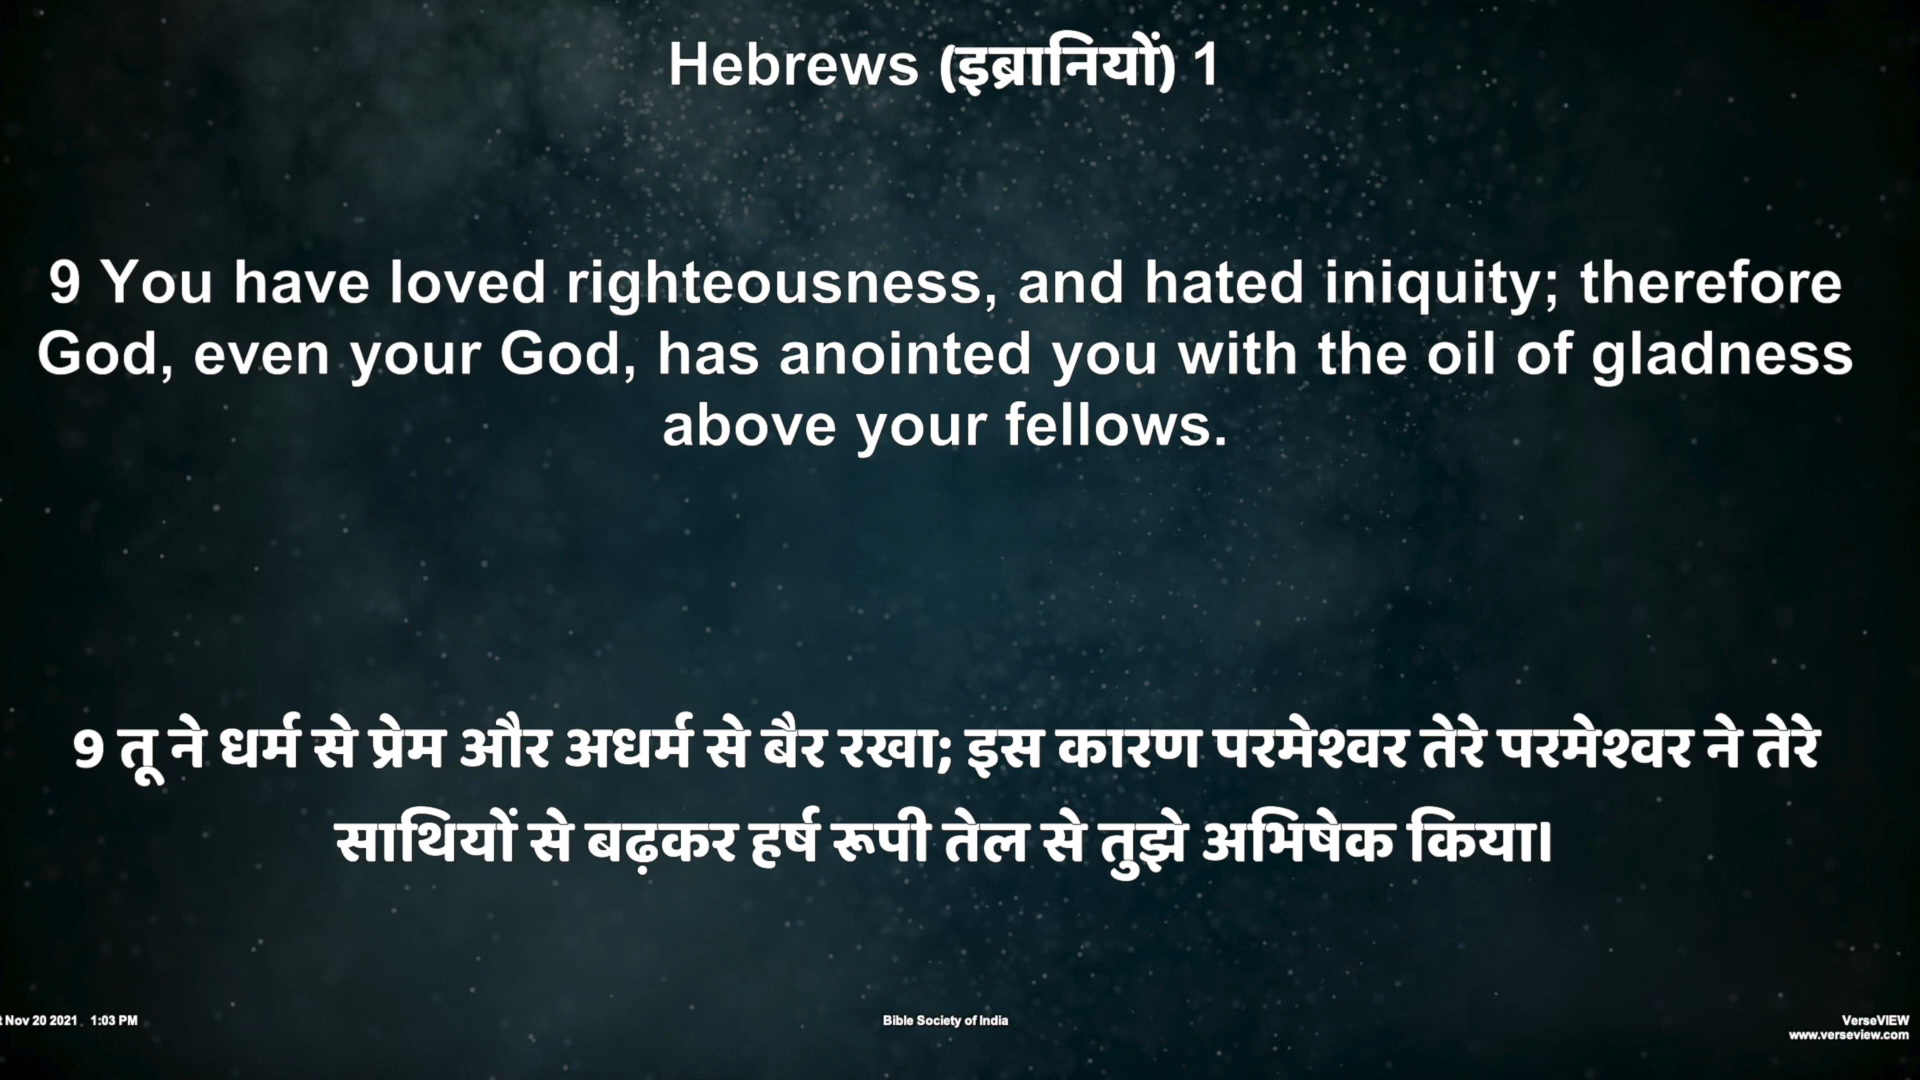 Hebrews (इब्रानियों) 1
9 You have loved righteousness, and hated iniquity; therefore
God, even your God, has anointed you with the oil of gladness
above your fellows.
9 तू ने धर्म से प्रेम और अधर्म से बैर रखा; इस कारण परमेश्वर तेरे परमेश्वर ने तेरे
साथियों से बढ़कर हर्ष रूपी तेल से तुझे अभिषेक किया।
t Nov 20 2021 1:03 PM
Bible Society of India
VerseVIEW
www.verseview.com